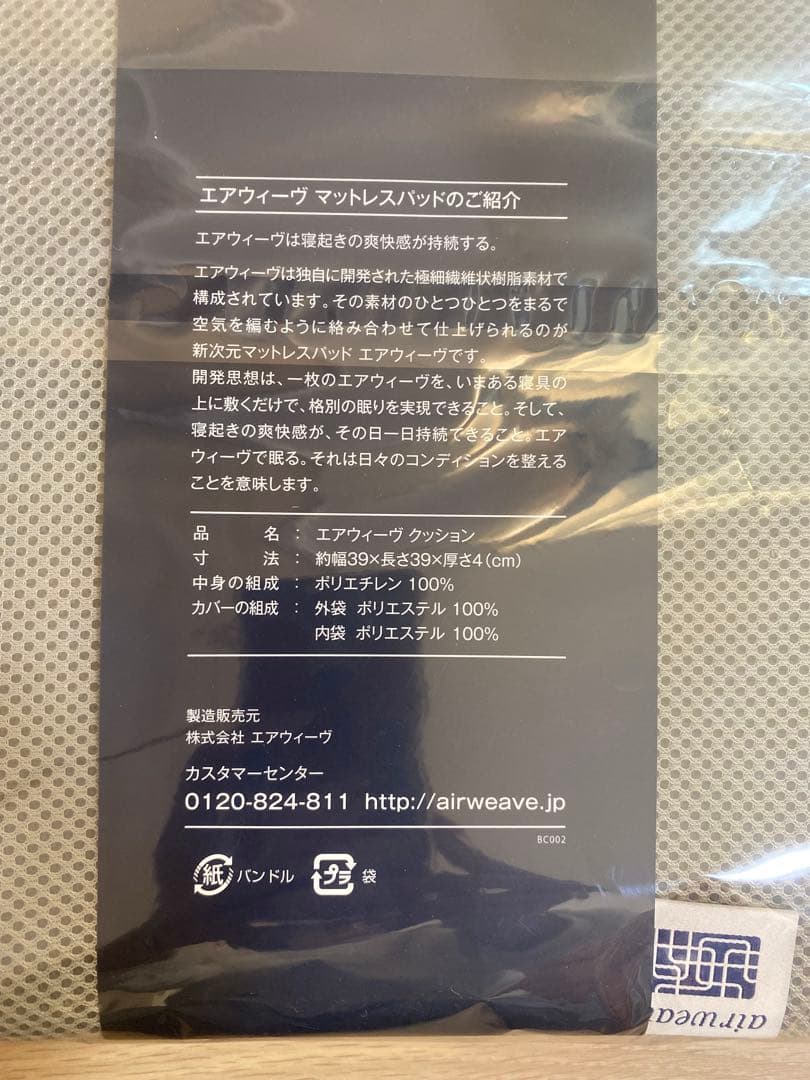 エアウィーヴ マットレスパッドのご紹介
エアウィーヴは寝起きの爽快感が持続する。
エアウィーヴは独自に開発された極細繊維状樹脂素材で
構成されています。その素材のひとつひとつをまるで
空気を編むように絡み合わせて仕上げられるのが
新次元マットレスパッド エアウィーヴです。
開発思想は、一枚のエアウィーヴを、いまある寝具の
上に敷くだけで、格別の眠りを実現できること。そして、
寝起きの爽快感が、その日一日持続できること。エア
ウィーヴで眠る。それは日々のコンディションを整える
ことを意味します。
品 名 : エアウィーヴ クッション
寸 法 : 約幅39×長さ39×厚さ4(cm)
中身の組成 : ポリエチレン 100%
カバーの組成 : 外袋 ポリエステル 100%
内袋 ポリエステル 100%
製造販売元
株式会社 エアウィーヴ
カスタマーセンター
0120-824-811 http://airweave.jp
BC002
紙 バンドル プラ 袋
airweav